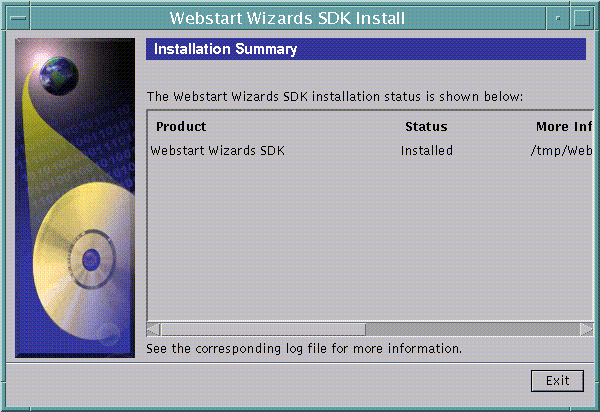 Webstart Wizards SDK Install
Installation Summary
The Webstart Wizards SDK installation status is shown below:
Product Status More Inf
Webstart Wizards SDK Installed /tmp/Web
See the corresponding log file for more information.
Exit